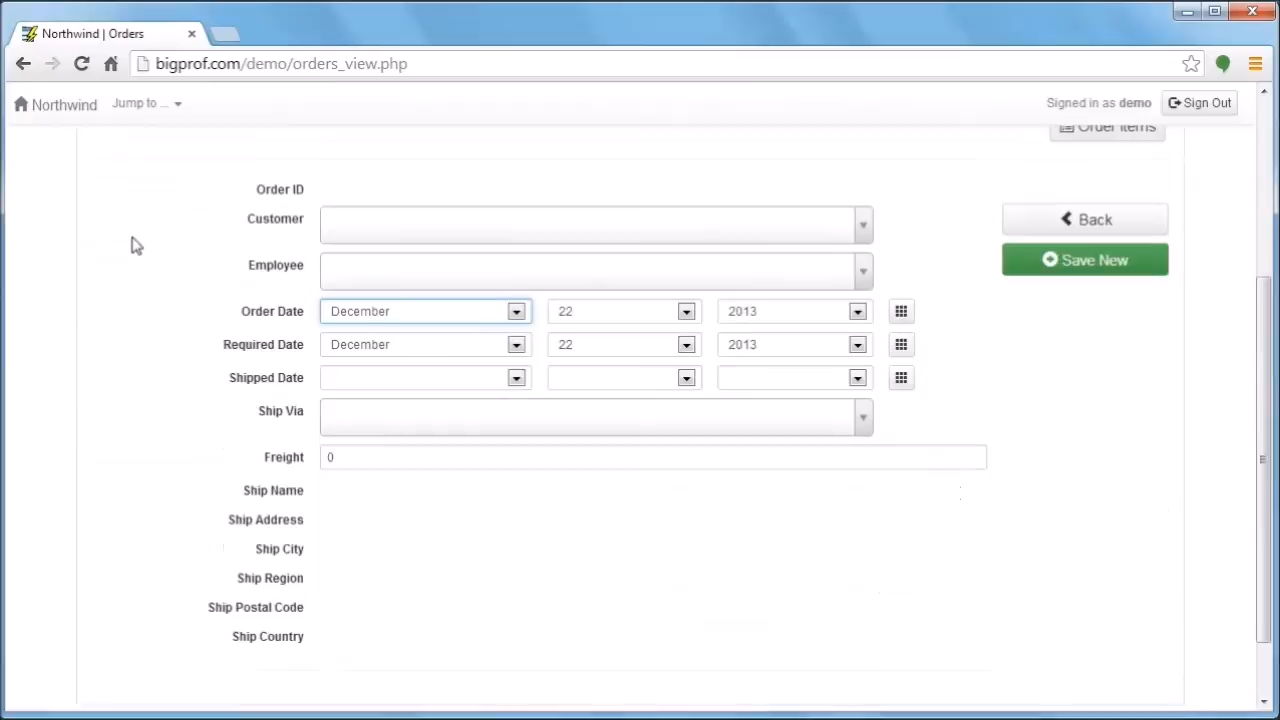 Northwind | Orders
bigprof.com/demo/orders_view.php
Northwind Jump to ... Signed in as demo Sign Out
Order Items
Order ID
Customer
Back
Save New
Employee
Order Date December 22 2013
Required Date December 22 2013
Shipped Date
Ship Via
Freight 0
Ship Name
Ship Address
Ship City
Ship Region
Ship Postal Code
Ship Country